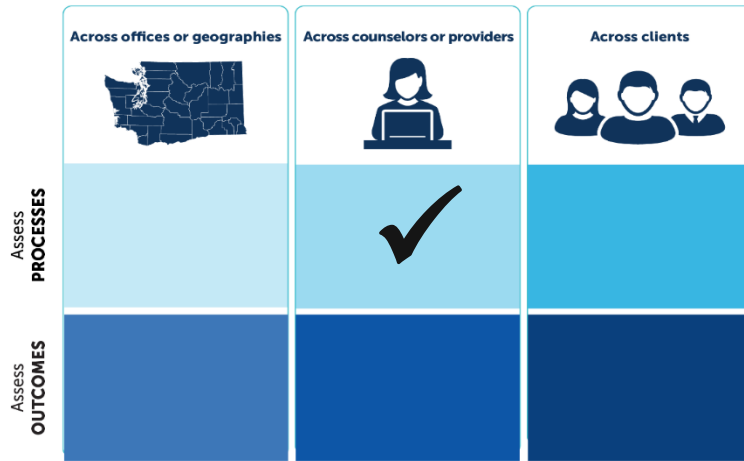 Across offices or geographies
Across counselors or providers
Across clients
Assess
PROCESSES
Assess
OUTCOMES